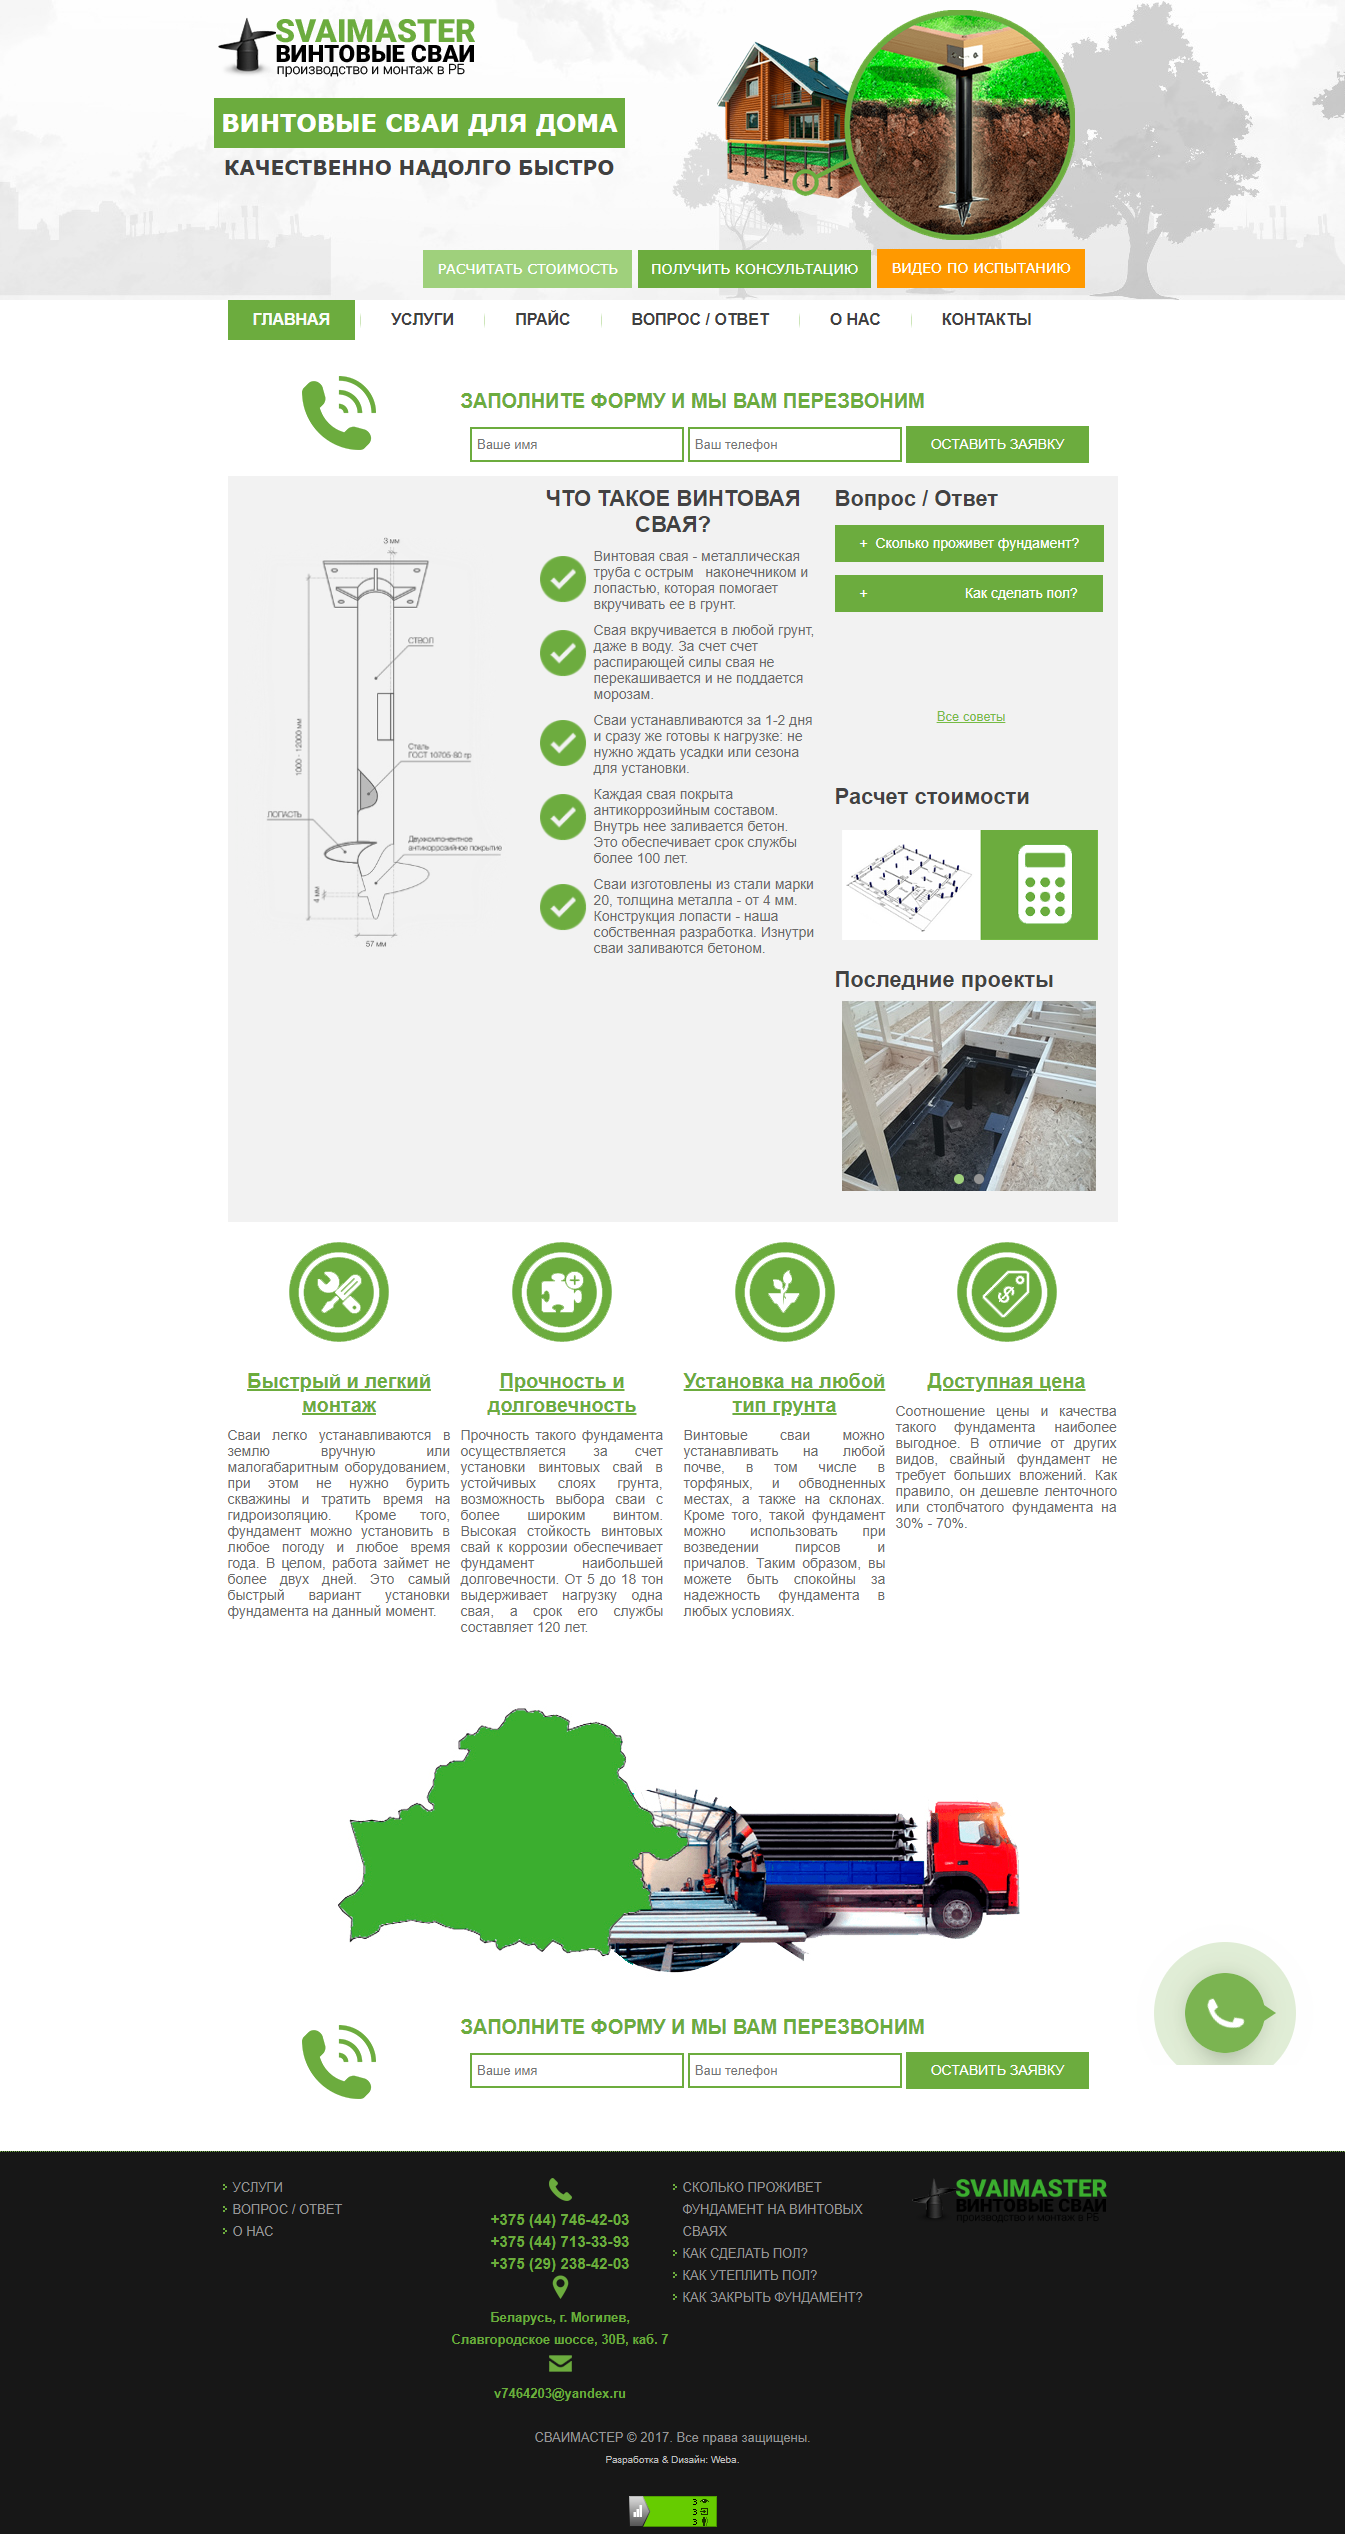 SVAIMASTER
ВИНТОВЫЕ СВАИ
производство и монтаж в РБ
ВИНТОВЫЕ СВАИ ДЛЯ ДОМА
КАЧЕСТВЕННО НАДОЛГО БЫСТРО
РАСЧИТАТЬ СТОИМОСТЬ ПОЛУЧИТЬ КОНСУЛЬТАЦИЮ ВИДЕО ПО ИСПЫТАНИЮ
ГЛАВНАЯ УСЛУГИ ПРАЙС ВОПРОС / ОТВЕТ О НАС КОНТАКТЫ
ЗАПОЛНИТЕ ФОРМУ И МЫ ВАМ ПЕРЕЗВОНИМ
Ваше имя Ваш телефон ОСТАВИТЬ ЗАЯВКУ
3 мм
СТВОЛ
1000 - 12000 мм
Сталь
ГОСТ 10705-80 гр
ЛОПАСТЬ
Двухкомпонентное
антикоррозийное покрытие
4 мм
57 мм
ЧТО ТАКОЕ ВИНТОВАЯ
СВАЯ?
Винтовая свая - металлическая
труба с острым наконечником и
лопастью, которая помогает
вкручивать ее в грунт.
Свая вкручивается в любой грунт,
даже в воду. За счет счет
распирающей силы свая не
перекашивается и не поддается
морозам.
Сваи устанавливаются за 1-2 дня
и сразу же готовы к нагрузке: не
нужно ждать усадки или сезона
для установки.
Каждая свая покрыта
антикоррозийным составом.
Внутрь нее заливается бетон.
Это обеспечивает срок службы
более 100 лет.
Сваи изготовлены из стали марки
20, толщина металла - от 4 мм.
Конструкция лопасти - наша
собственная разработка. Изнутри
сваи заливаются бетоном.
Вопрос / Ответ
+ Сколько проживет фундамент?
+ Как сделать пол?
Все советы
Расчет стоимости
Последние проекты
Быстрый и легкий
монтаж
Сваи легко устанавливаются в
землю вручную или
малогабаритным оборудованием,
при этом не нужно бурить
скважины и тратить время на
гидроизоляцию. Кроме того,
фундамент можно установить в
любое погоду и любое время
года. В целом, работа займет не
более двух дней. Это самый
быстрый вариант установки
фундамента на данный момент.
Прочность и
долговечность
Прочность такого фундамента
осуществляется за счет
установки винтовых свай в
устойчивых слоях грунта,
возможность выбора сваи с
более широким винтом.
Высокая стойкость винтовых
свай к коррозии обеспечивает
фундамент наибольшей
долговечности. От 5 до 18 тон
выдерживает нагрузку одна
свая, а срок его службы
составляет 120 лет.
Установка на любой
тип грунта
Винтовые сваи можно
устанавливать на любой
почве, в том числе в
торфяных, и обводненных
местах, а также на склонах.
Кроме того, такой фундамент
можно использовать при
возведении пирсов и
причалов. Таким образом, вы
можете быть спокойны за
надежность фундамента в
любых условиях.
Доступная цена
Соотношение цены и качества
такого фундамента наиболее
выгодное. В отличие от других
видов, свайный фундамент не
требует больших вложений. Как
правило, он дешевле ленточного
или столбчатого фундамента на
30% - 70%.
ЗАПОЛНИТЕ ФОРМУ И МЫ ВАМ ПЕРЕЗВОНИМ
Ваше имя Ваш телефон ОСТАВИТЬ ЗАЯВКУ
УСЛУГИ
ВОПРОС / ОТВЕТ
О НАС
+375 (44) 746-42-03
+375 (44) 713-33-93
+375 (29) 238-42-03
Беларусь, г. Могилев,
Славгородское шоссе, 30В, каб. 7
v7464203@yandex.ru
СКОЛЬКО ПРОЖИВЕТ
ФУНДАМЕНТ НА ВИНТОВЫХ
СВАЯХ
КАК СДЕЛАТЬ ПОЛ?
КАК УТЕПЛИТЬ ПОЛ?
КАК ЗАКРЫТЬ ФУНДАМЕНТ?
SVAIMASTER
ВИНТОВЫЕ СВАИ
производство и монтаж в РБ
СВАИМАСТЕР © 2017. Все права защищены.
Разработка & Dизайн: Weba.
3
3
3